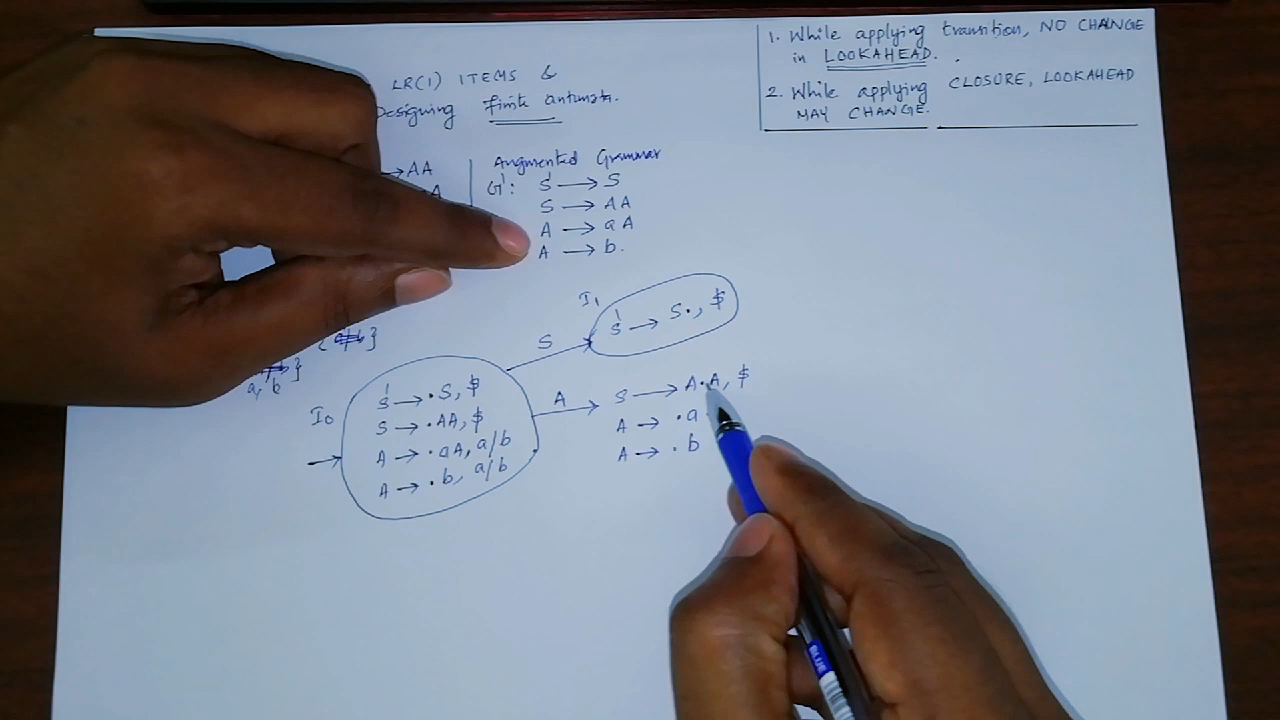 1. While applying transition, NO CHANGE
in LOOKAHEAD.
2. While applying CLOSURE, LOOKAHEAD
MAY CHANGE.
LR(1) ITEMS &
Designing finite automata.
→ AA
A
Augmented Grammar
G': S' → S
S → AA
A → aA
A → b.
a, b }
I0
S' → ·S, $
S → ·AA, $
A → ·aA, a/b
A → ·b, a/b
S
I1
S' → S·, $
A
S → A·A, $
A → ·a
A → ·b
BLUE